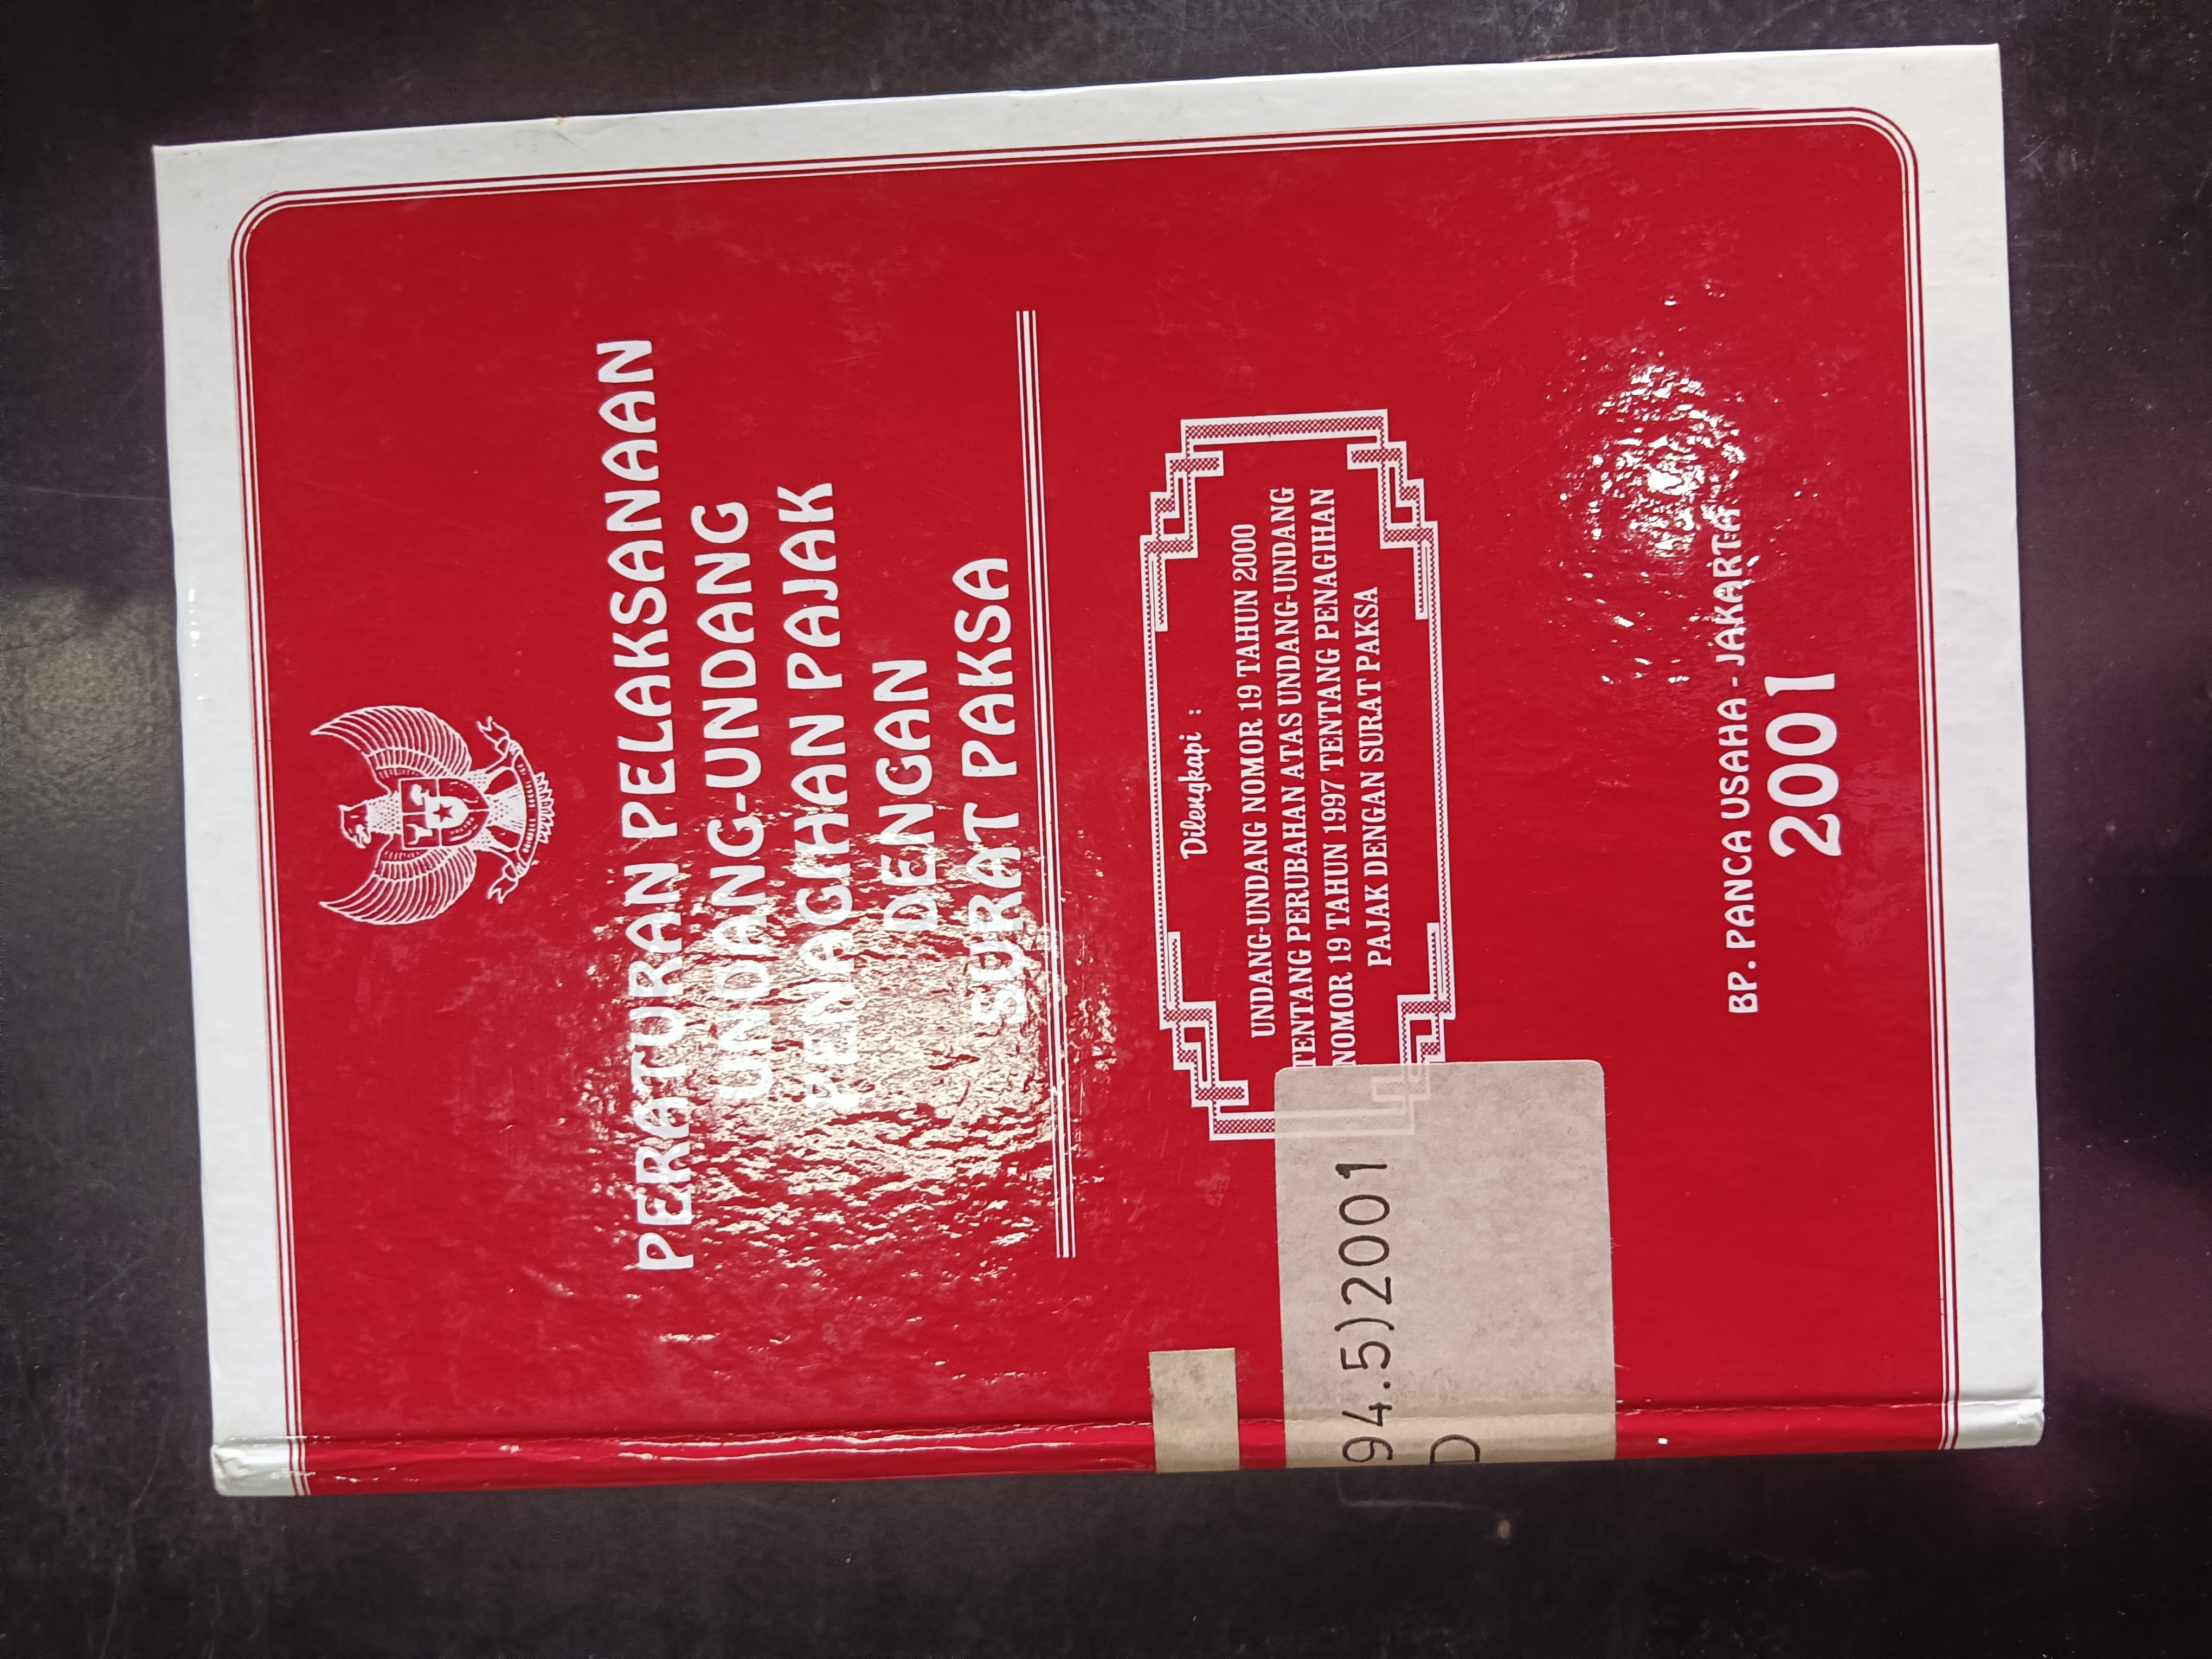 PERATURAN PELAKSANAAN
UNDANG-UNDANG
PENAGIHAN PAJAK
DENGAN
SURAT PAKSA
Dilengkapi :
UNDANG-UNDANG NOMOR 19 TAHUN 2000
TENTANG PERUBAHAN ATAS UNDANG-UNDANG
NOMOR 19 TAHUN 1997 TENTANG PENAGIHAN
PAJAK DENGAN SURAT PAKSA
94.5)2001
D
BP. PANCA USAHA - JAKARTA
2001